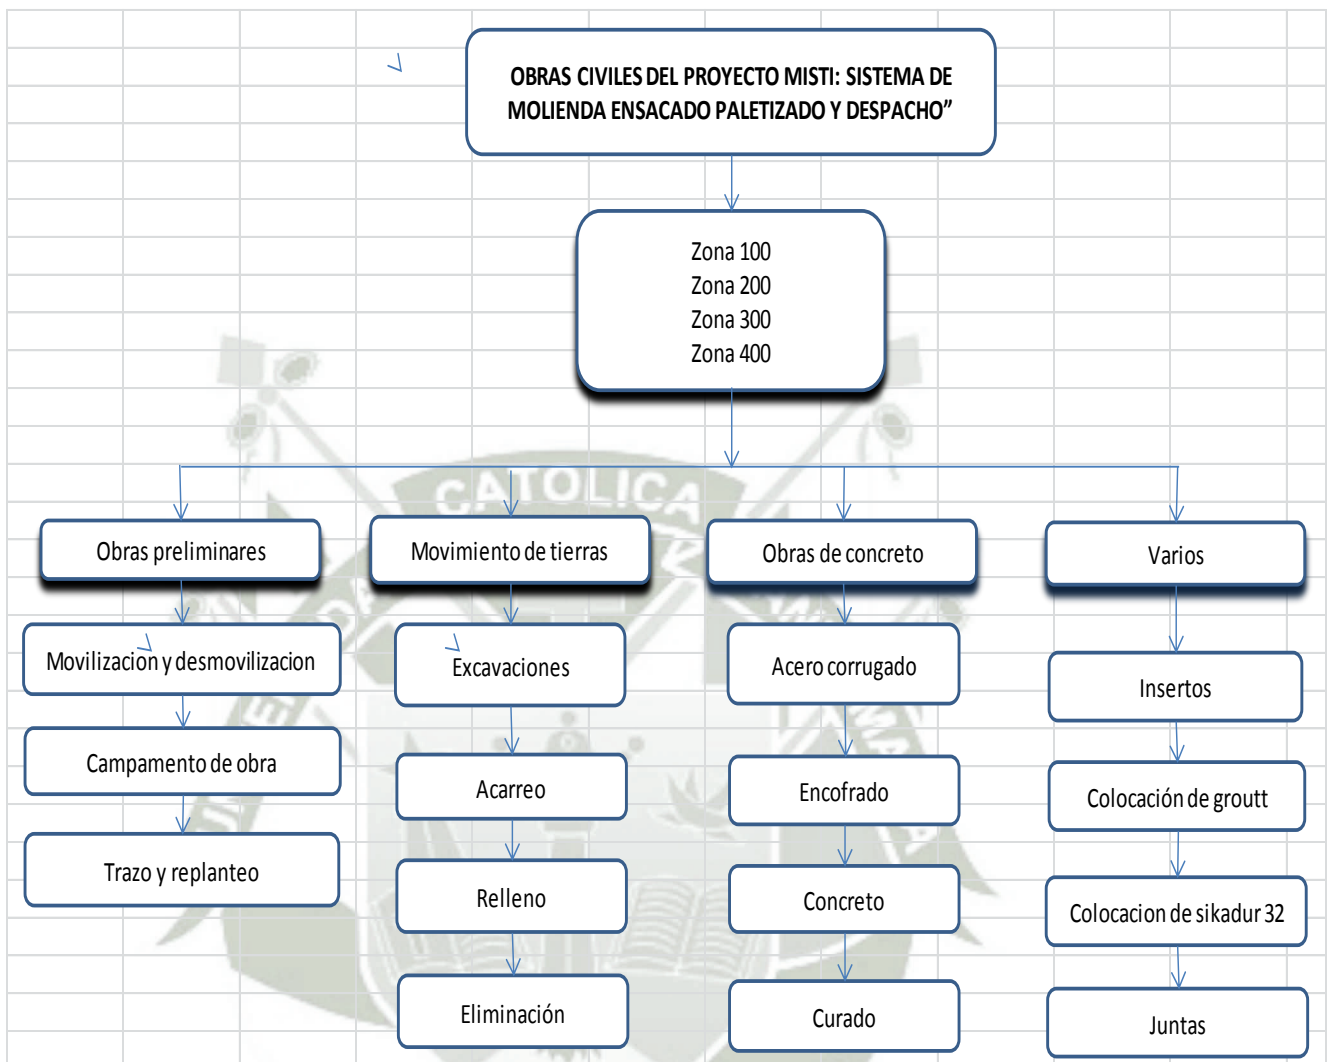 OBRAS CIVILES DEL PROYECTO MISTI: SISTEMA DE
MOLIENDA ENSACADO PALETIZADO Y DESPACHO”
Zona 100
Zona 200
Zona 300
Zona 400
CATOLICA
Obras preliminares
Movimiento de tierras
Obras de concreto
Varios
Movilizacion y desmovilizacion
Excavaciones
Acero corrugado
Insertos
Campamento de obra
Acarreo
Encofrado
Colocación de groutt
Trazo y replanteo
Relleno
Concreto
Colocacion de sikadur 32
Eliminación
Curado
Juntas